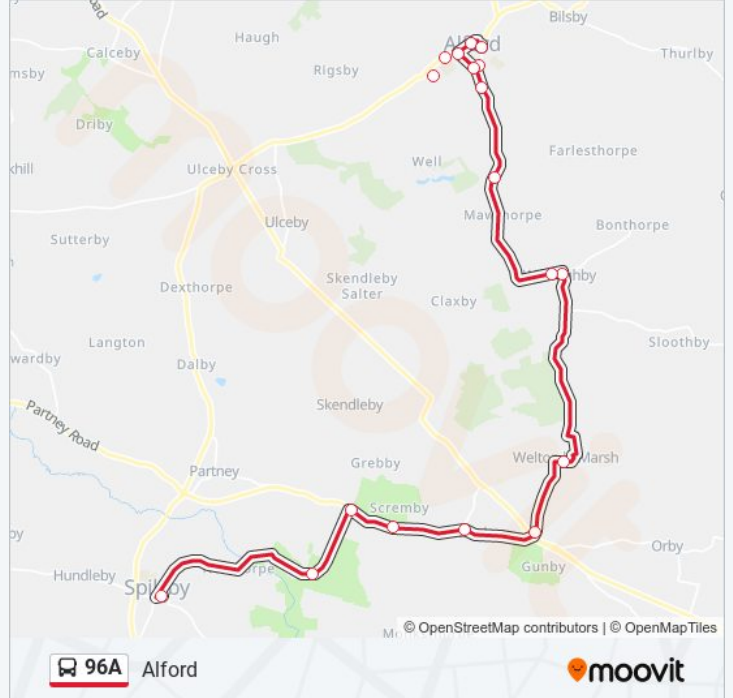 Bilsby
Haugh
Calceby
Alford
Thurlby
Rigsby
Driby
Farlesthorpe
Well
Ulceby Cross
Mawthorpe
Ulceby
Bonthorpe
Sutterby
Skendleby
Salter
Dexthorpe
Claxby
Langton
Sloothby
Dalby
Skendleby
Partney Road
Welton le Marsh
Grebby
Partney
Scremby
Orby
Gunby
Hundleby
Spilsby
© OpenStreetMap contributors | © OpenMapTiles
96A Alford
moovit